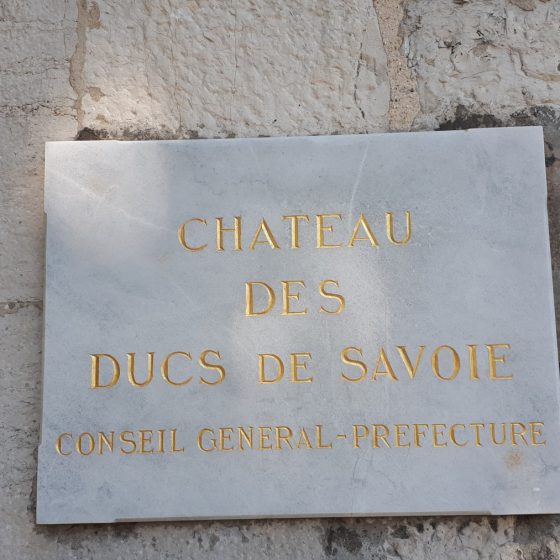 CHATEAU
DES
DUCS DE SAVOIE
CONSEIL GENERAL-PREFECTURE